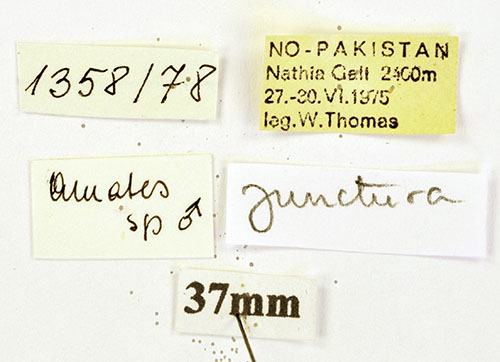 1358/78
NO-PAKISTAN
Nathia Gali 2400m
27.-30.VI.1975
leg.W.Thomas
Amates
sp ♂
junctura
37mm